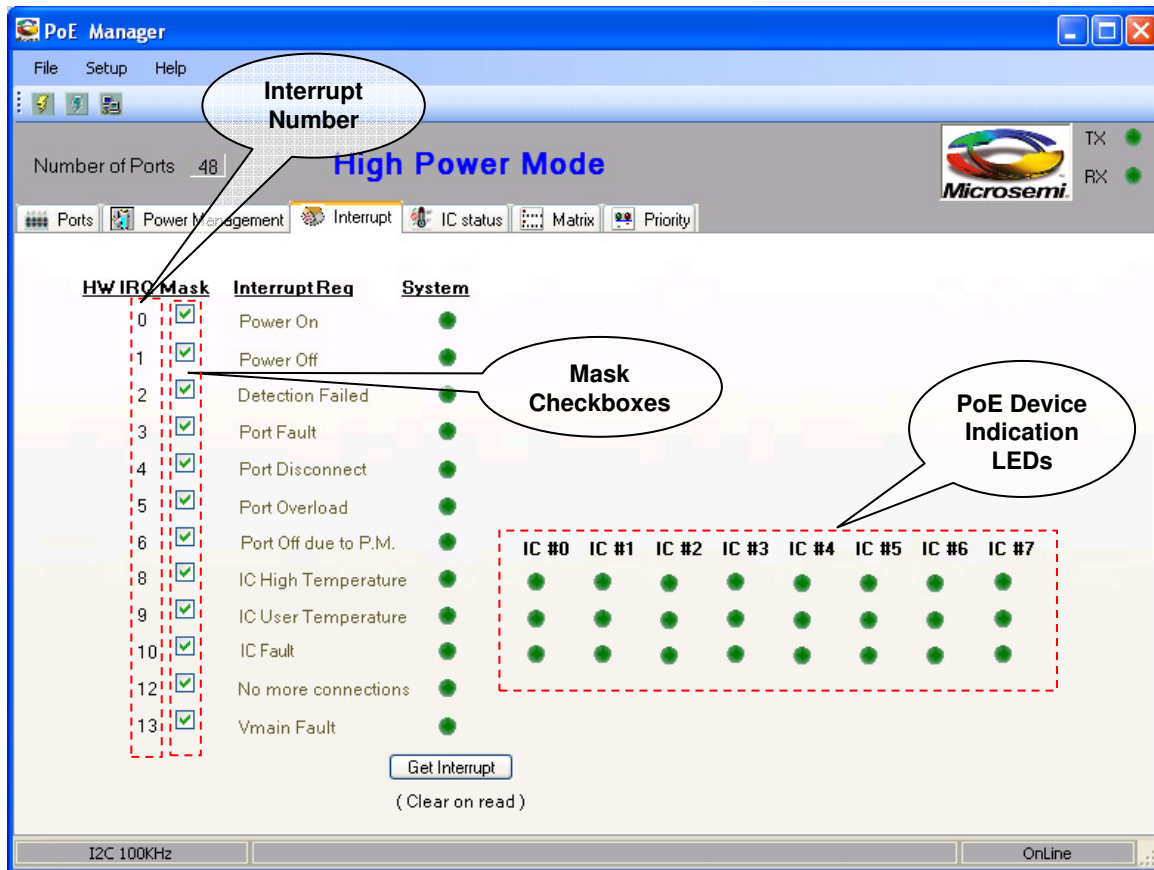 PoE Manager
File Setup Help
Interrupt
Number
Number of Ports 48
High Power Mode
Microsemi.
TX
RX
Ports Power Management Interrupt IC status Matrix Priority
HW IRQ Mask Interrupt Req System
0 Power On
1 Power Off
2 Detection Failed
3 Port Fault
4 Port Disconnect
5 Port Overload
6 Port Off due to P.M.
8 IC High Temperature
9 IC User Temperature
10 IC Fault
12 No more connections
13 Vmain Fault
Mask
Checkboxes
PoE Device
Indication
LEDs
IC #0 IC #1 IC #2 IC #3 IC #4 IC #5 IC #6 IC #7
Get Interrupt
( Clear on read )
I2C 100KHz OnLine